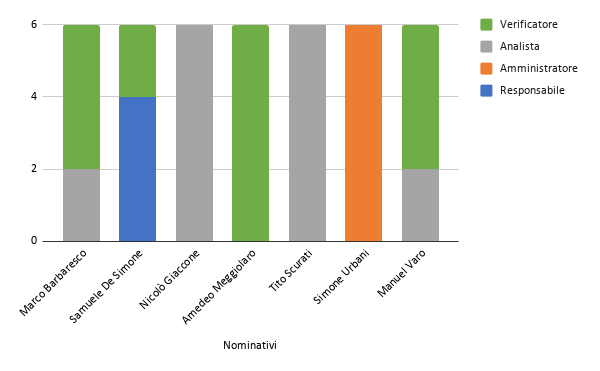 6
4
2
0
Verificatore
Analista
Amministratore
Responsabile
Marco Barbaresco
Samuele De Simone
Nicolò Giaccone
Amedeo Meggiolaro
Tito Scurati
Simone Urbani
Manuel Varo
Nominativi